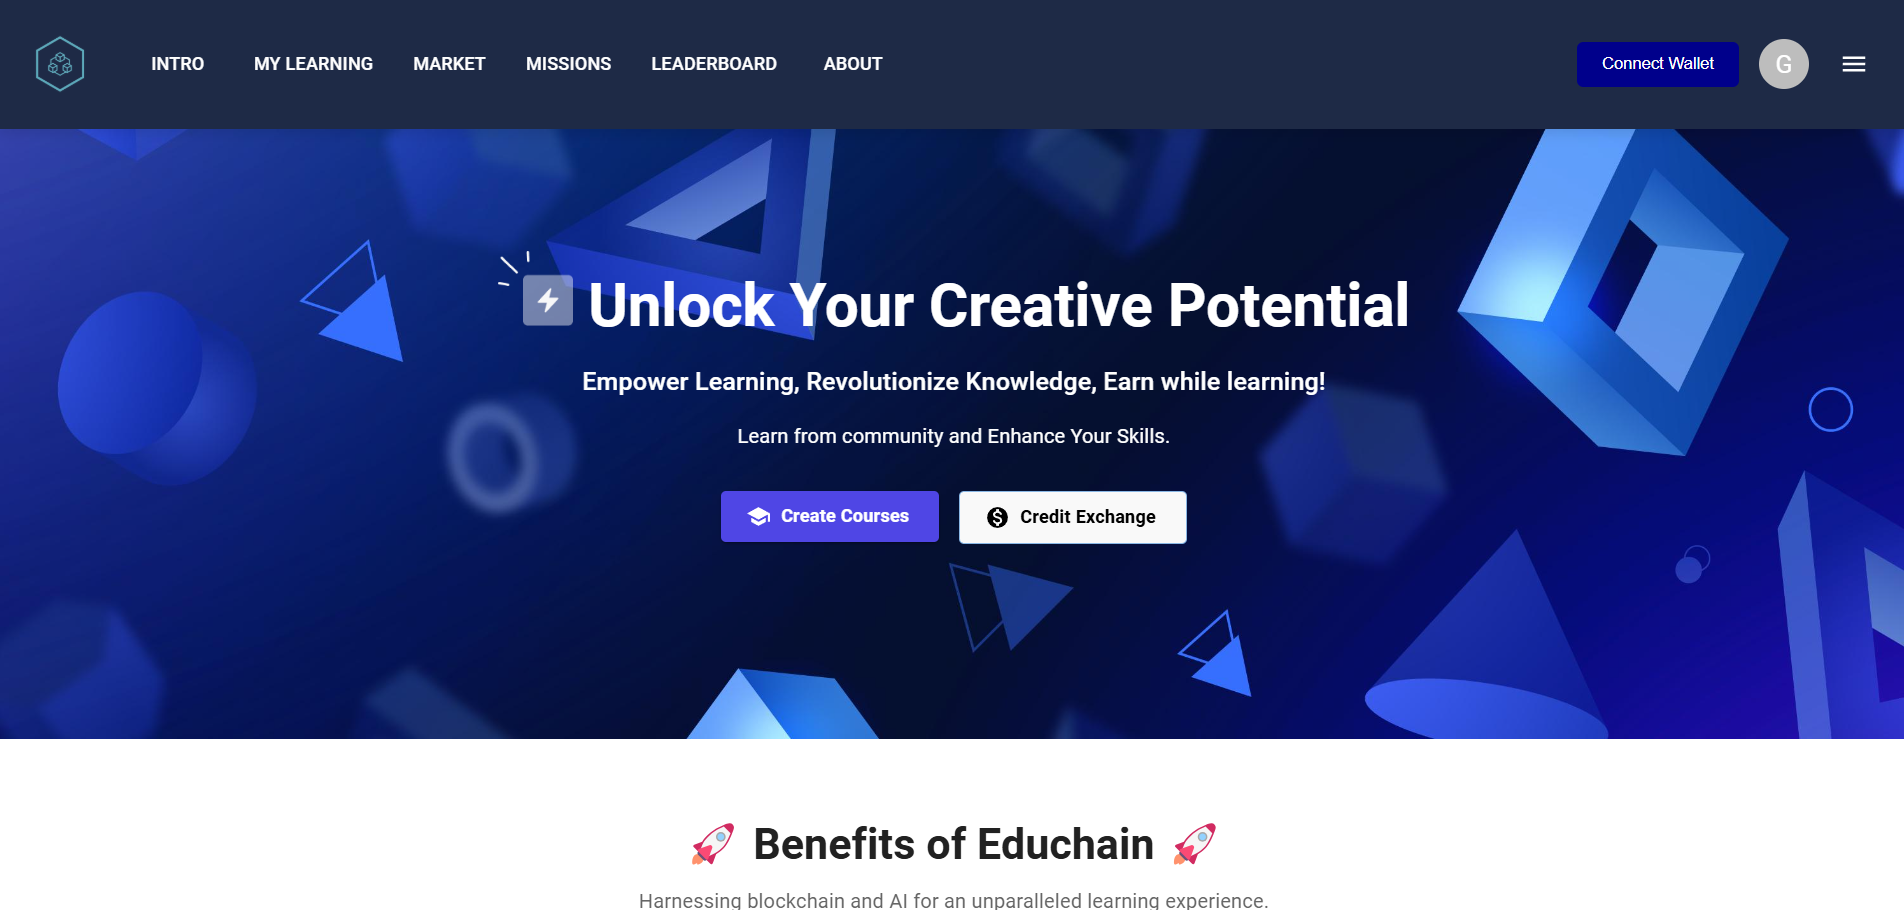 INTRO MY LEARNING MARKET MISSIONS LEADERBOARD ABOUT Connect Wallet G
Unlock Your Creative Potential
Empower Learning, Revolutionize Knowledge, Earn while learning!
Learn from community and Enhance Your Skills.
Create Courses Credit Exchange
Benefits of Educhain
Harnessing blockchain and AI for an unparalleled learning experience.